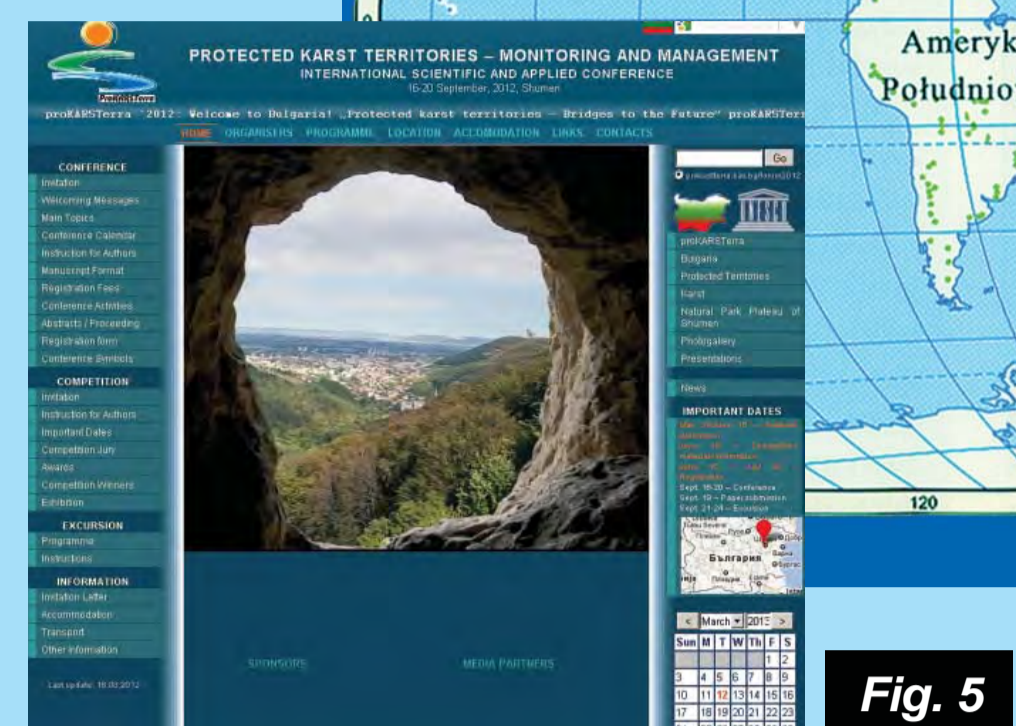 Ameryk
Południo
120
ProKARSTerra
PROTECTED KARST TERRITORIES – MONITORING AND MANAGEMENT
INTERNATIONAL SCIENTIFIC AND APPLIED CONFERENCE
16-20 September, 2012, Shumen
proKARSTerra '2012: Welcome to Bulgaria! „Protected karst territories – Bridges to the Future" proKARSTer
HOME ORGANISERS PROGRAMME LOCATION ACCOMODATION LINKS CONTACTS
CONFERENCE
Invitation
Welcoming Messages
Main Topics
Conference Calendar
Instruction for Authors
Manuscript Format
Registration Fees
Conference Activities
Abstracts / Proceeding
Registration form
Conference Symbols
COMPETITION
Invitation
Instruction for Authors
Important Dates
Competition Jury
Awards
Competition Winners
Exhibition
EXCURSION
Programme
Instructions
INFORMATION
Invitation Letter
Accommodation
Transport
Other information
Last update:
SPONSORS
MEDIA PARTNERS
Go
proKARSTerra
Bulgaria
Protected Territories
Karst
Natural Park Plateau of
Shumen
Photogallery
Presentations
News
IMPORTANT DATES
Sept. 16-20 – Conference
Sept. 19 – Paper submission
Sept. 21-24 – Excursion
България
Варна
< March 2013 >
Sun M T W Th F S
1 2
3 4 5 6 7 8 9
10 11 12 13 14 15 16
17 18 19 20 21 22 23
Fig. 5